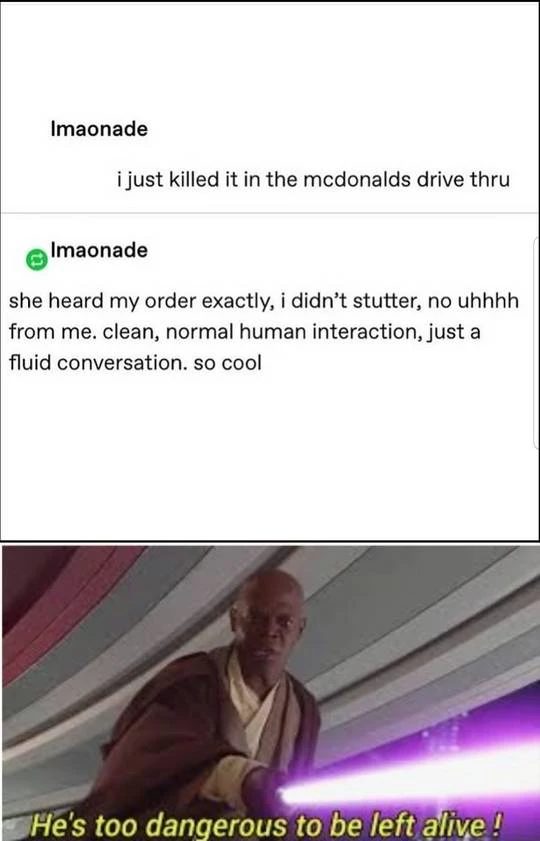 lmaonade
i just killed it in the mcdonalds drive thru
lmaonade
she heard my order exactly, i didn't stutter, no uhhhh
from me. clean, normal human interaction, just a
fluid conversation. so cool
He's too dangerous to be left alive !